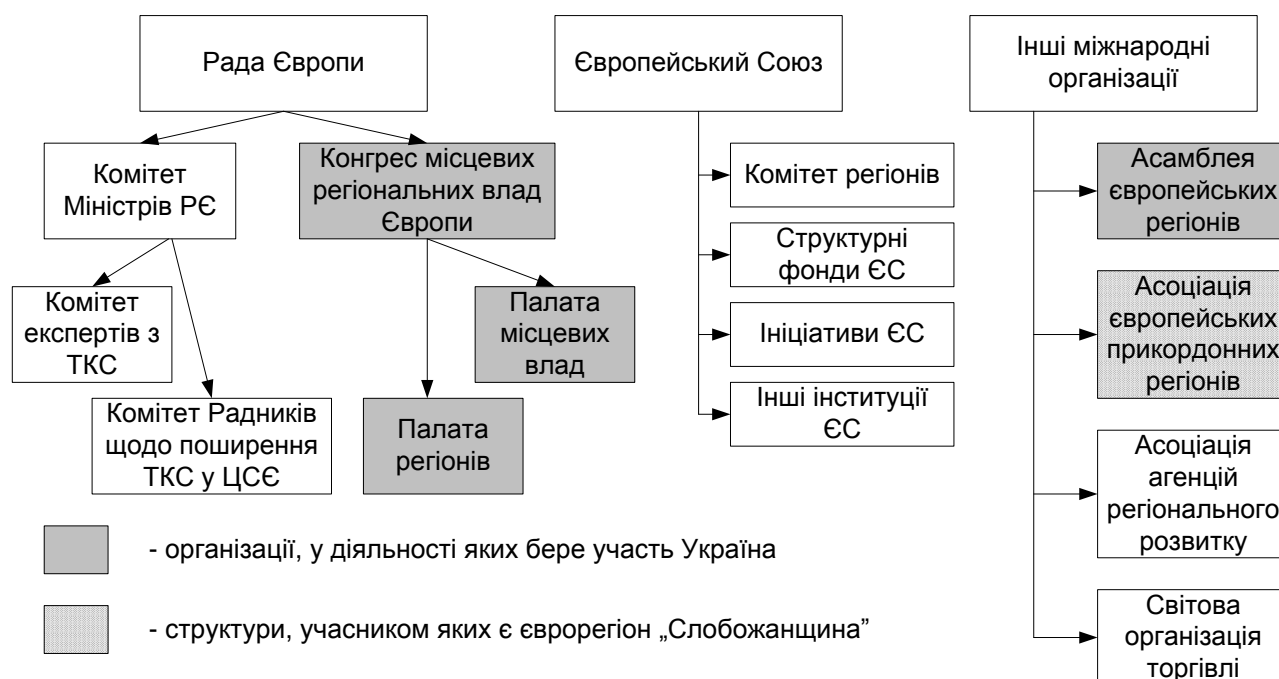 Рада Європи
Комітет
Міністрів РЄ
Конгрес місцевих
регіональних влад
Європи
Комітет
експертів з
ТКС
Палата
місцевих
влад
Комітет Радників
щодо поширення
ТКС у ЦСЄ
Палата
регіонів
Європейський Союз
Комітет регіонів
Структурні
фонди ЄС
Ініціативи ЄС
Інші інституції
ЄС
Інші міжнародні
організації
Асамблея
європейських
регіонів
Асоціація
європейських
прикордонних
регіонів
Асоціація
агенцій
регіонального
розвитку
Світова
організація
торгівлі
- організації, у діяльності яких бере участь Україна
- структури, учасником яких є єврорегіон „Слобожанщина”